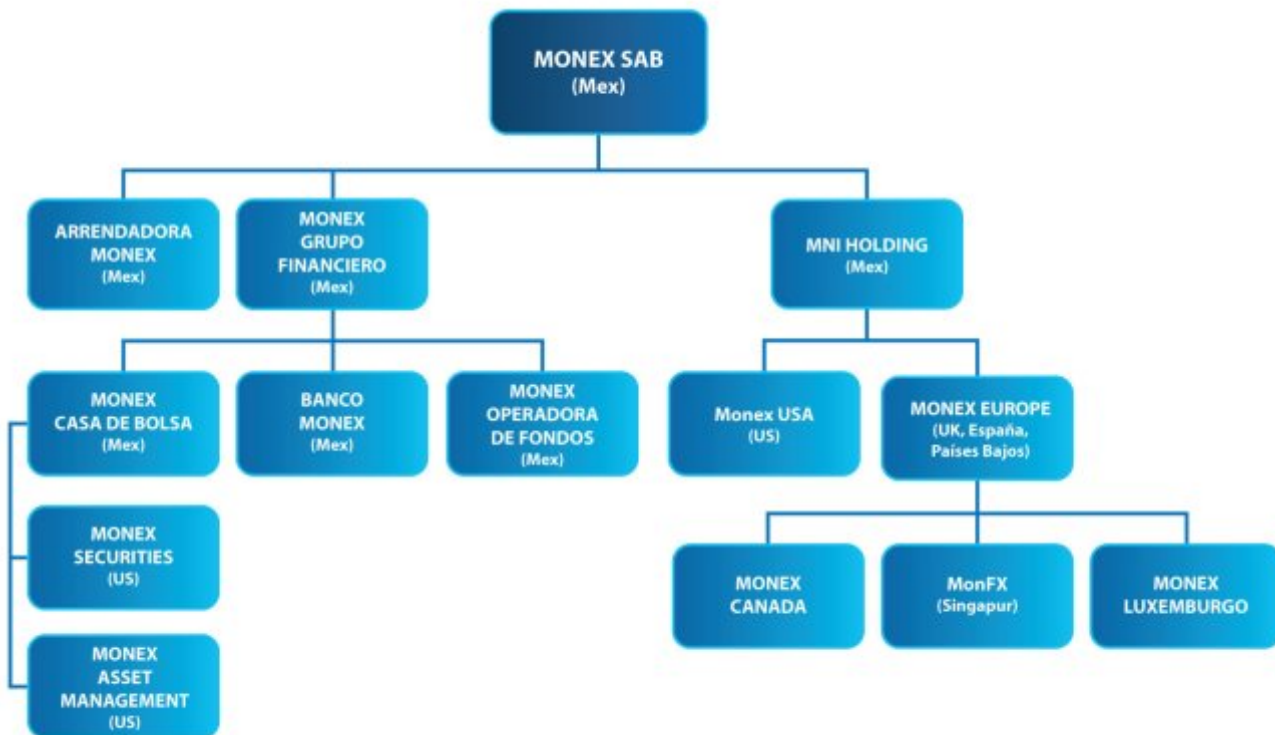 MONEX SAB
(Mex)
ARRENDADORA
MONEX
(Mex)
MONEX
GRUPO
FINANCIERO
(Mex)
MNI HOLDING
(Mex)
MONEX
CASA DE BOLSA
(Mex)
BANCO
MONEX
(Mex)
MONEX
OPERADORA
DE FONDOS
(Mex)
Monex USA
(US)
MONEX EUROPE
(UK, España,
Países Bajos)
MONEX
SECURITIES
(US)
MONEX
CANADA
MonFX
(Singapur)
MONEX
LUXEMBURGO
MONEX
ASSET
MANAGEMENT
(US)